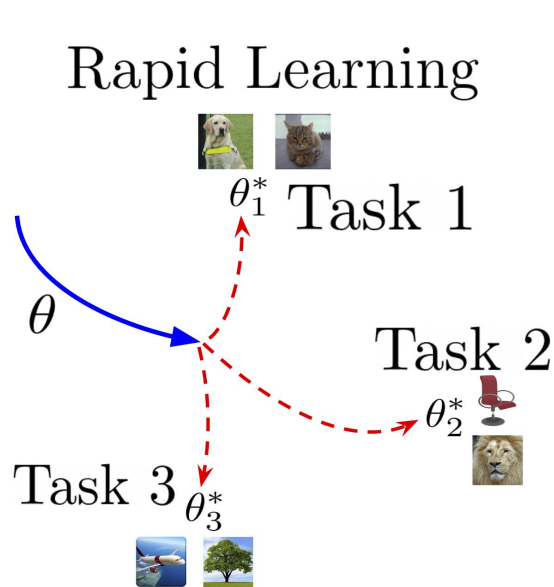 Rapid Learning
θ₁*
Task 1
θ
Task 2
θ₂*
Task 3
θ₃*